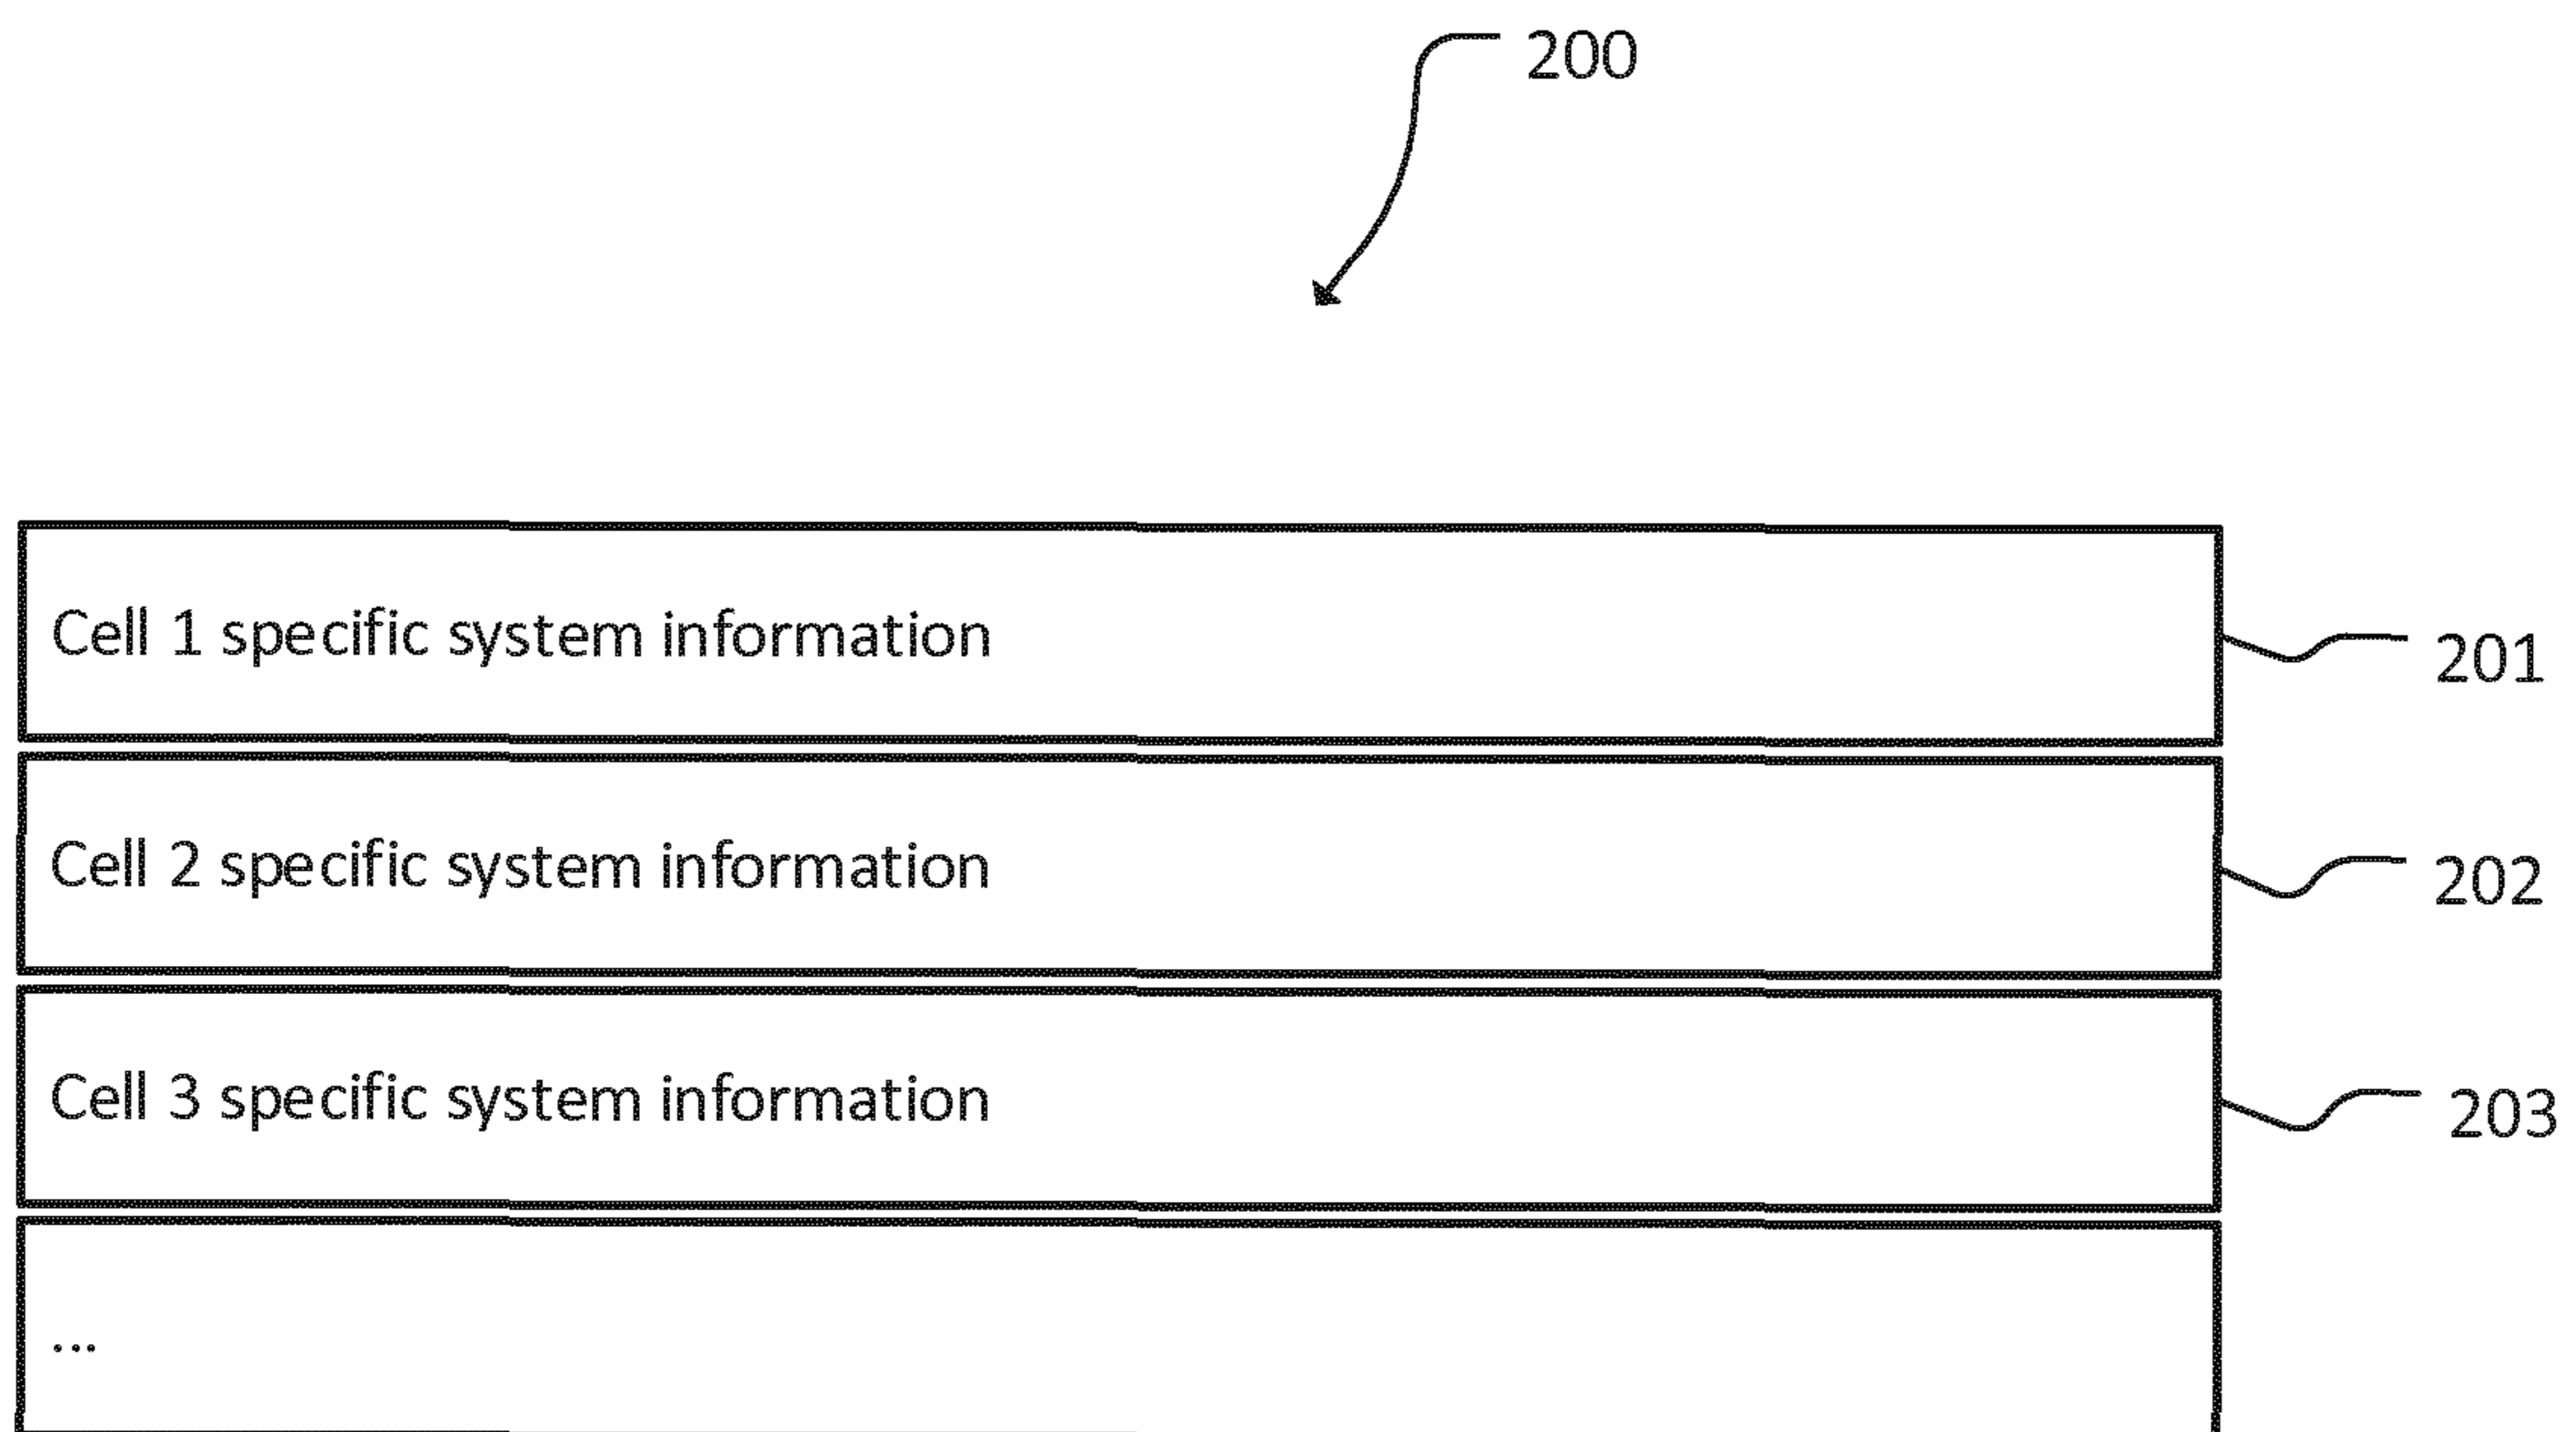 200
Cell 1 specific system information
201
Cell 2 specific system information
202
Cell 3 specific system information
203
...